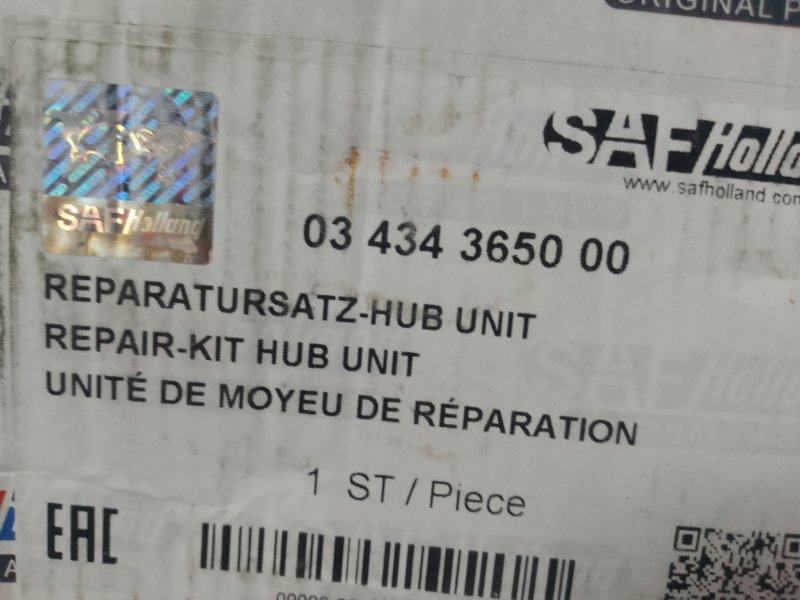 ORIGINAL
SAF Holland
www.safholland.com
SAF Holland
03 434 3650 00
REPARATURSATZ-HUB UNIT
REPAIR-KIT HUB UNIT
UNITÉ DE MOYEU DE RÉPARATION
1 ST / Piece
EAC